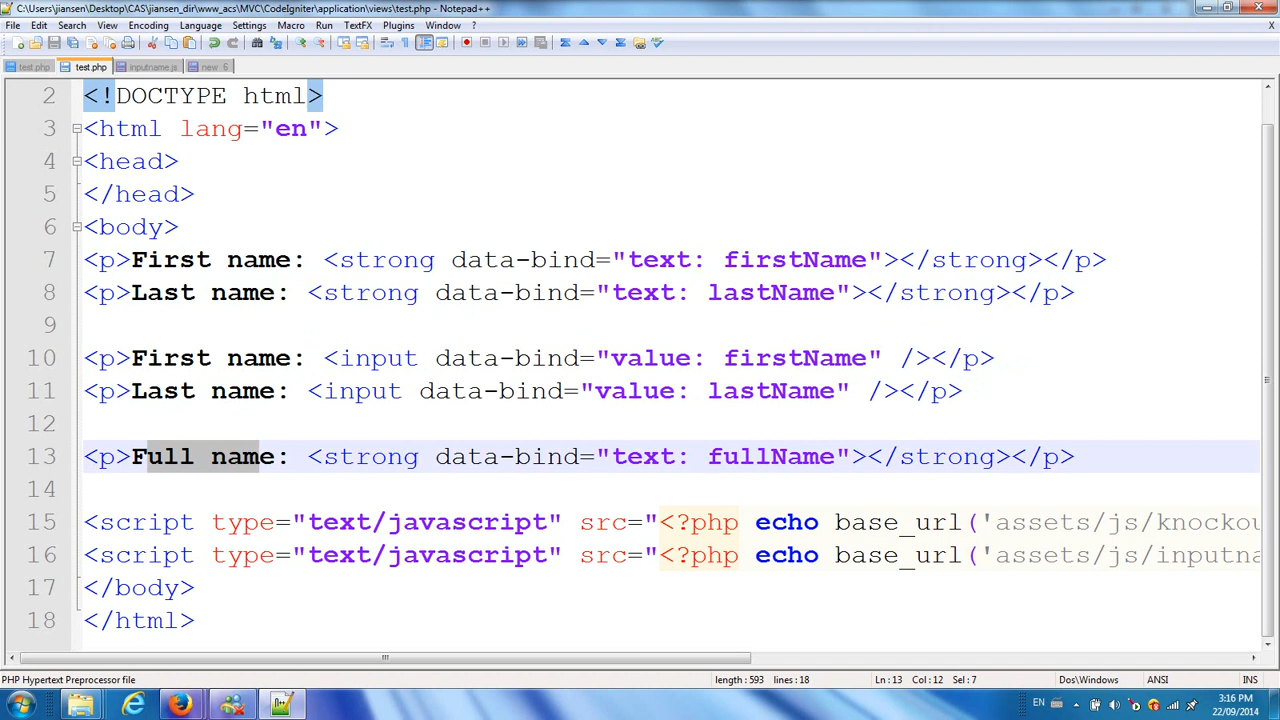 C:\Users\jiansen\Desktop\CAS\jiansen_dir\www_acs\MVC\CodeIgniter\application\views\test.php - Notepad++
File Edit Search View Encoding Language Settings Macro Run TextFX Plugins Window ? X
test.php test.php inputname.js new 6
2 <!DOCTYPE html>
3 <html lang="en">
4 <head>
5 </head>
6 <body>
7 <p>First name: <strong data-bind="text: firstName"></strong></p>
8 <p>Last name: <strong data-bind="text: lastName"></strong></p>
9
10 <p>First name: <input data-bind="value: firstName" /></p>
11 <p>Last name: <input data-bind="value: lastName" /></p>
12
13 <p>Full name: <strong data-bind="text: fullName"></strong></p>
14
15 <script type="text/javascript" src="<?php echo base_url('assets/js/knockou
16 <script type="text/javascript" src="<?php echo base_url('assets/js/inputna
17 </body>
18 </html>
PHP Hypertext Preprocessor file length : 593 lines : 18 Ln : 13 Col : 12 Sel : 7 Dos\Windows ANSI INS
EN 3:16 PM
22/09/2014